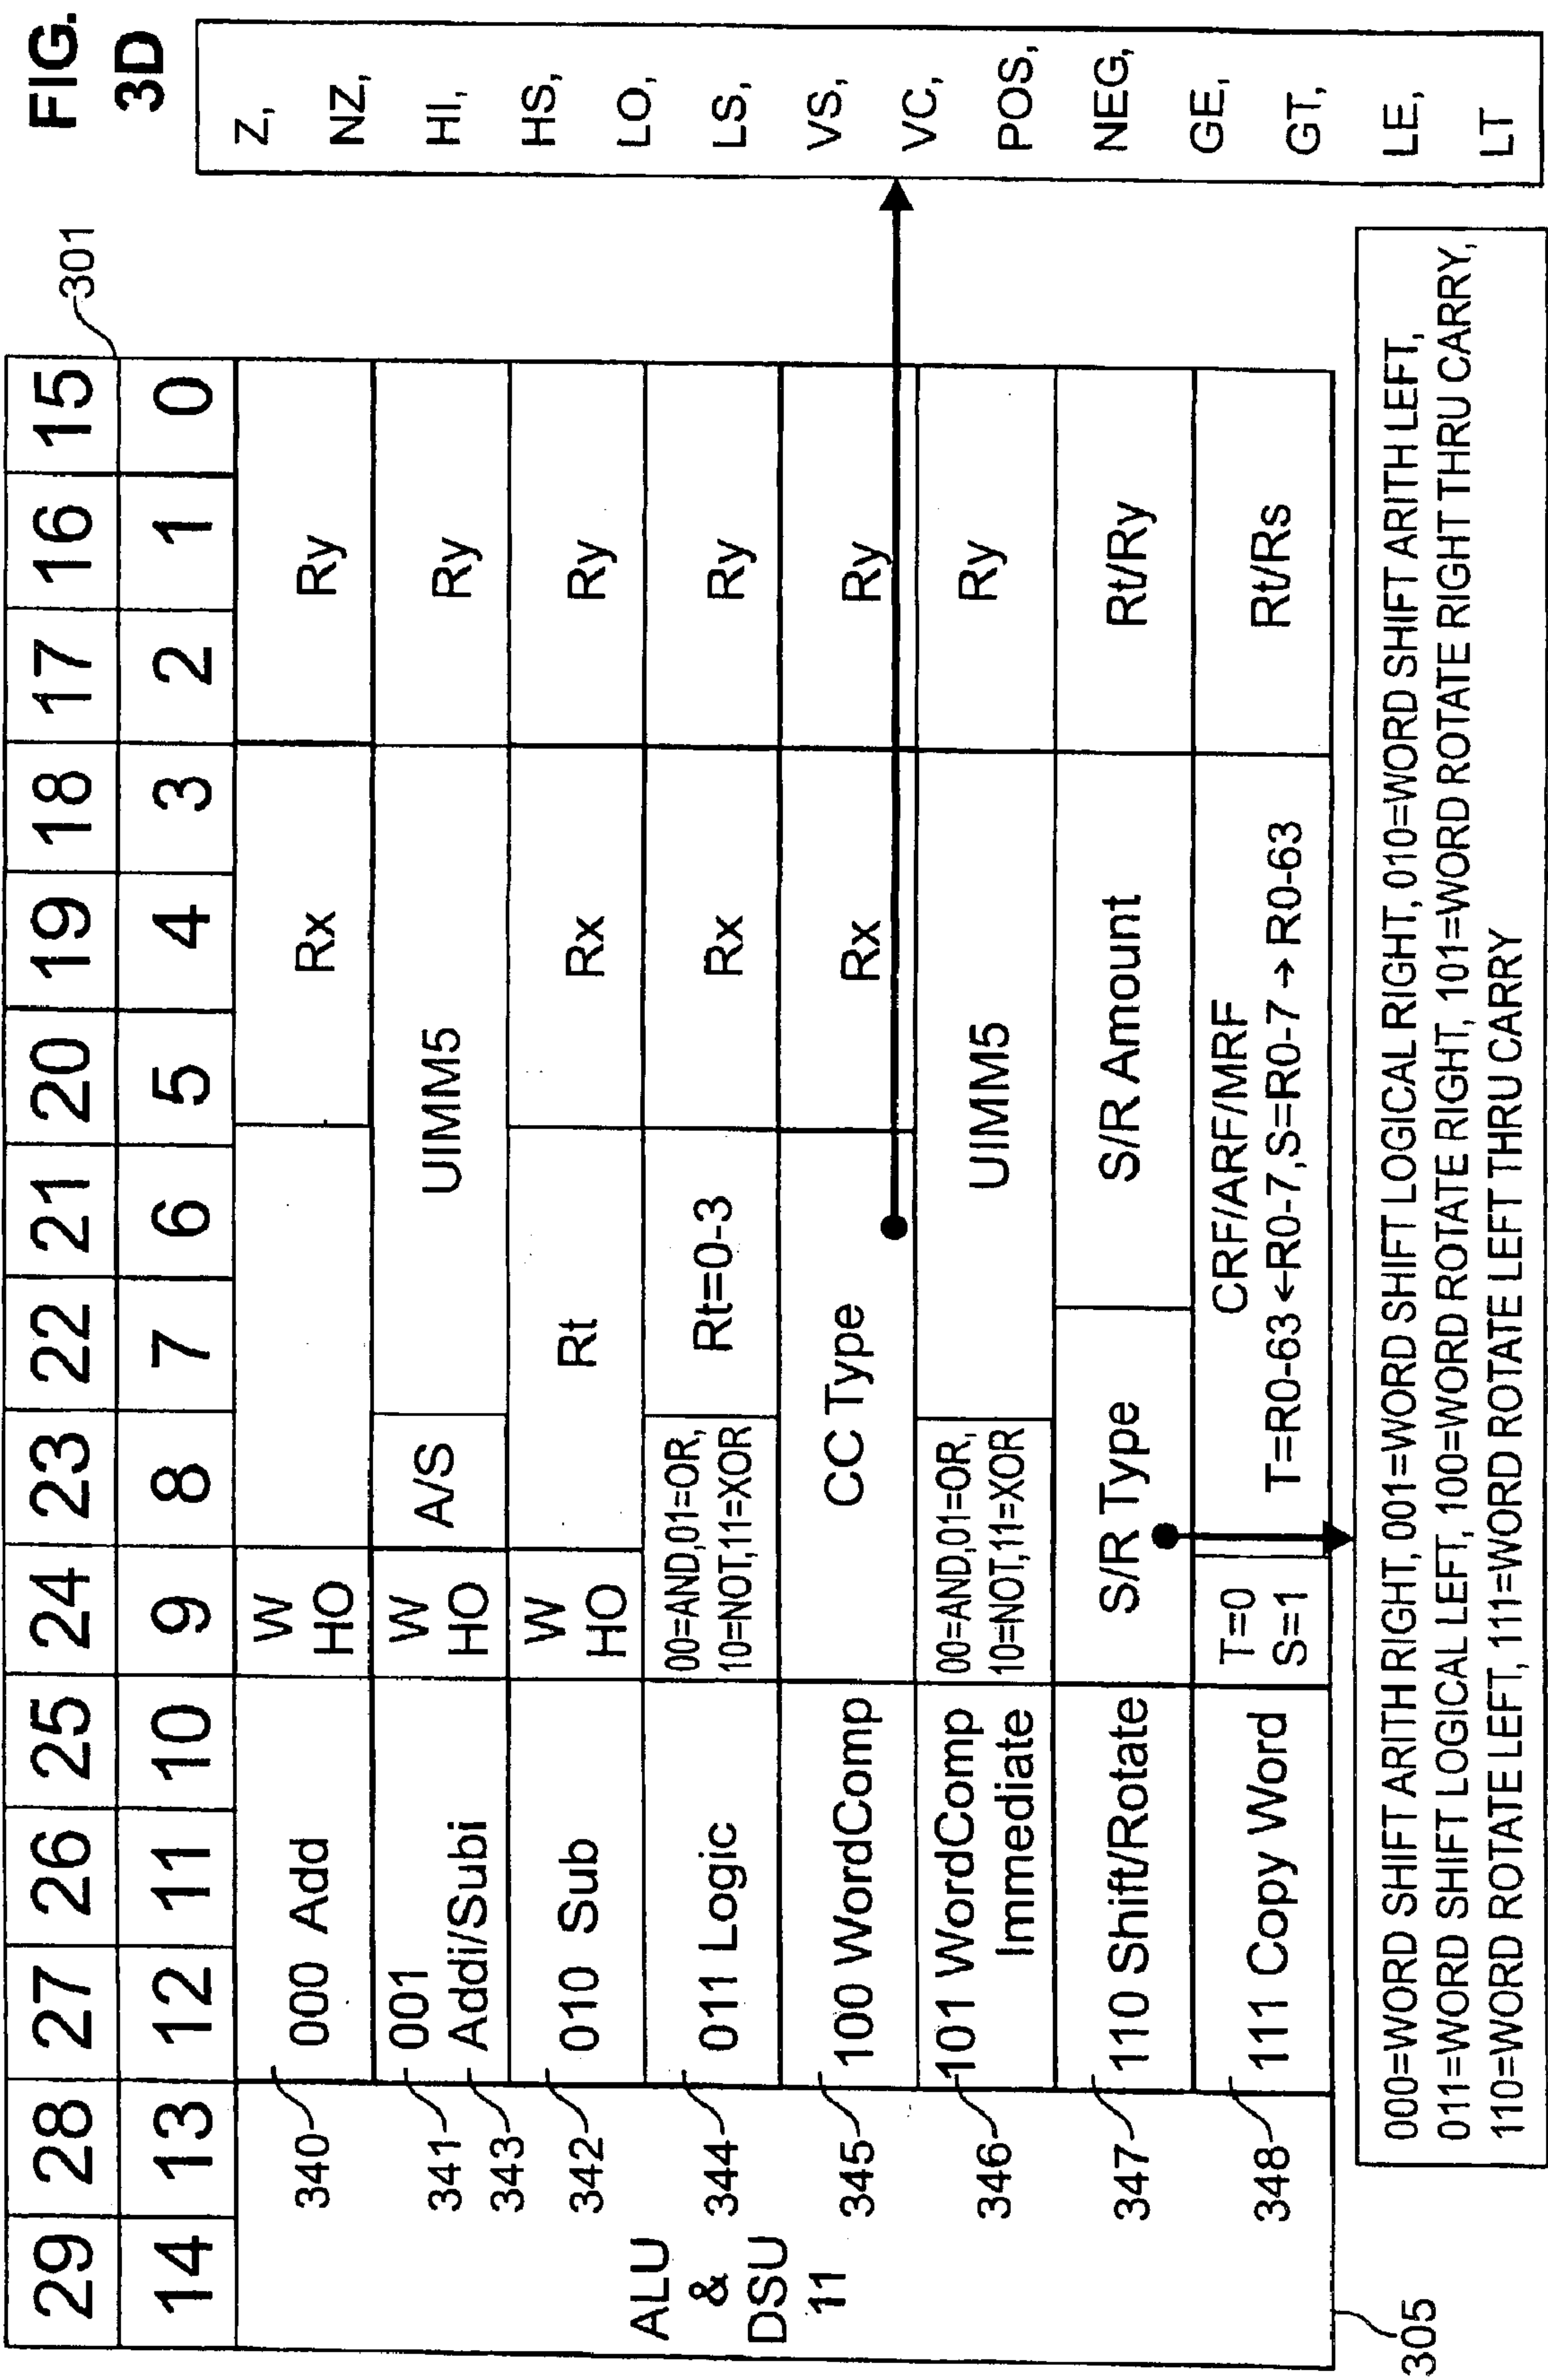 FIG.
3D
301
29 28 27 26 25 24 23 22 21 20 19 18 17 16 15
14 13 12 11 10 9 8 7 6 5 4 3 2 1 0
ALU
&
DSU
11
305
340
000 Add
W
HO
Rx
Ry
341
343
001
Addi/Subi
W
HO
A/S
UIMM5
Ry
342
010 Sub
W
HO
Rt
Rx
Ry
344
011 Logic
00=AND,01=OR,
10=NOT,11=XOR
Rt=0-3
Rx
Ry
345
100 WordComp
CC Type
Rx
Ry
346
101 WordComp
Immediate
00=AND,01=OR,
10=NOT,11=XOR
UIMM5
Ry
347
110 Shift/Rotate
S/R Type
S/R Amount
Rt/Ry
348
111 Copy Word
T=0
S=1
CRF/ARF/MRF
T=R0-63←R0-7,S=R0-7→R0-63
Rt/Rs
Z,
NZ,
HI,
HS,
LO,
LS,
VS,
VC,
POS,
NEG,
GE,
GT,
LE,
LT
000=WORD SHIFT ARITH RIGHT, 001=WORD SHIFT LOGICAL RIGHT, 010=WORD SHIFT ARITH LEFT,
011=WORD SHIFT LOGICAL LEFT, 100=WORD ROTATE RIGHT, 101=WORD ROTATE RIGHT THRU CARRY,
110=WORD ROTATE LEFT, 111=WORD ROTATE LEFT THRU CARRY